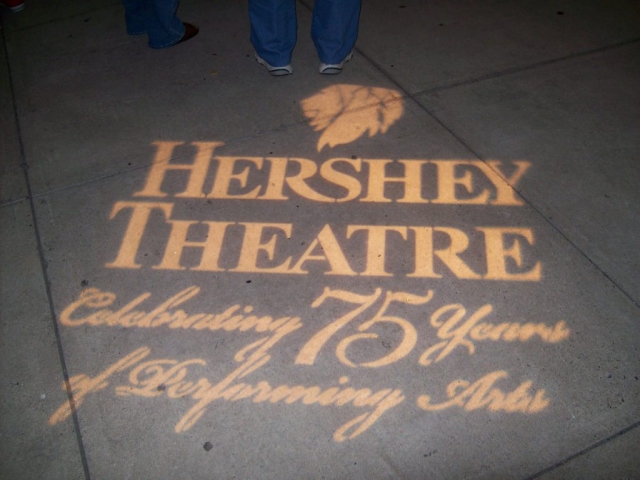 HERSHEY
THEATRE
Celebrating 75 Years
of Performing Arts